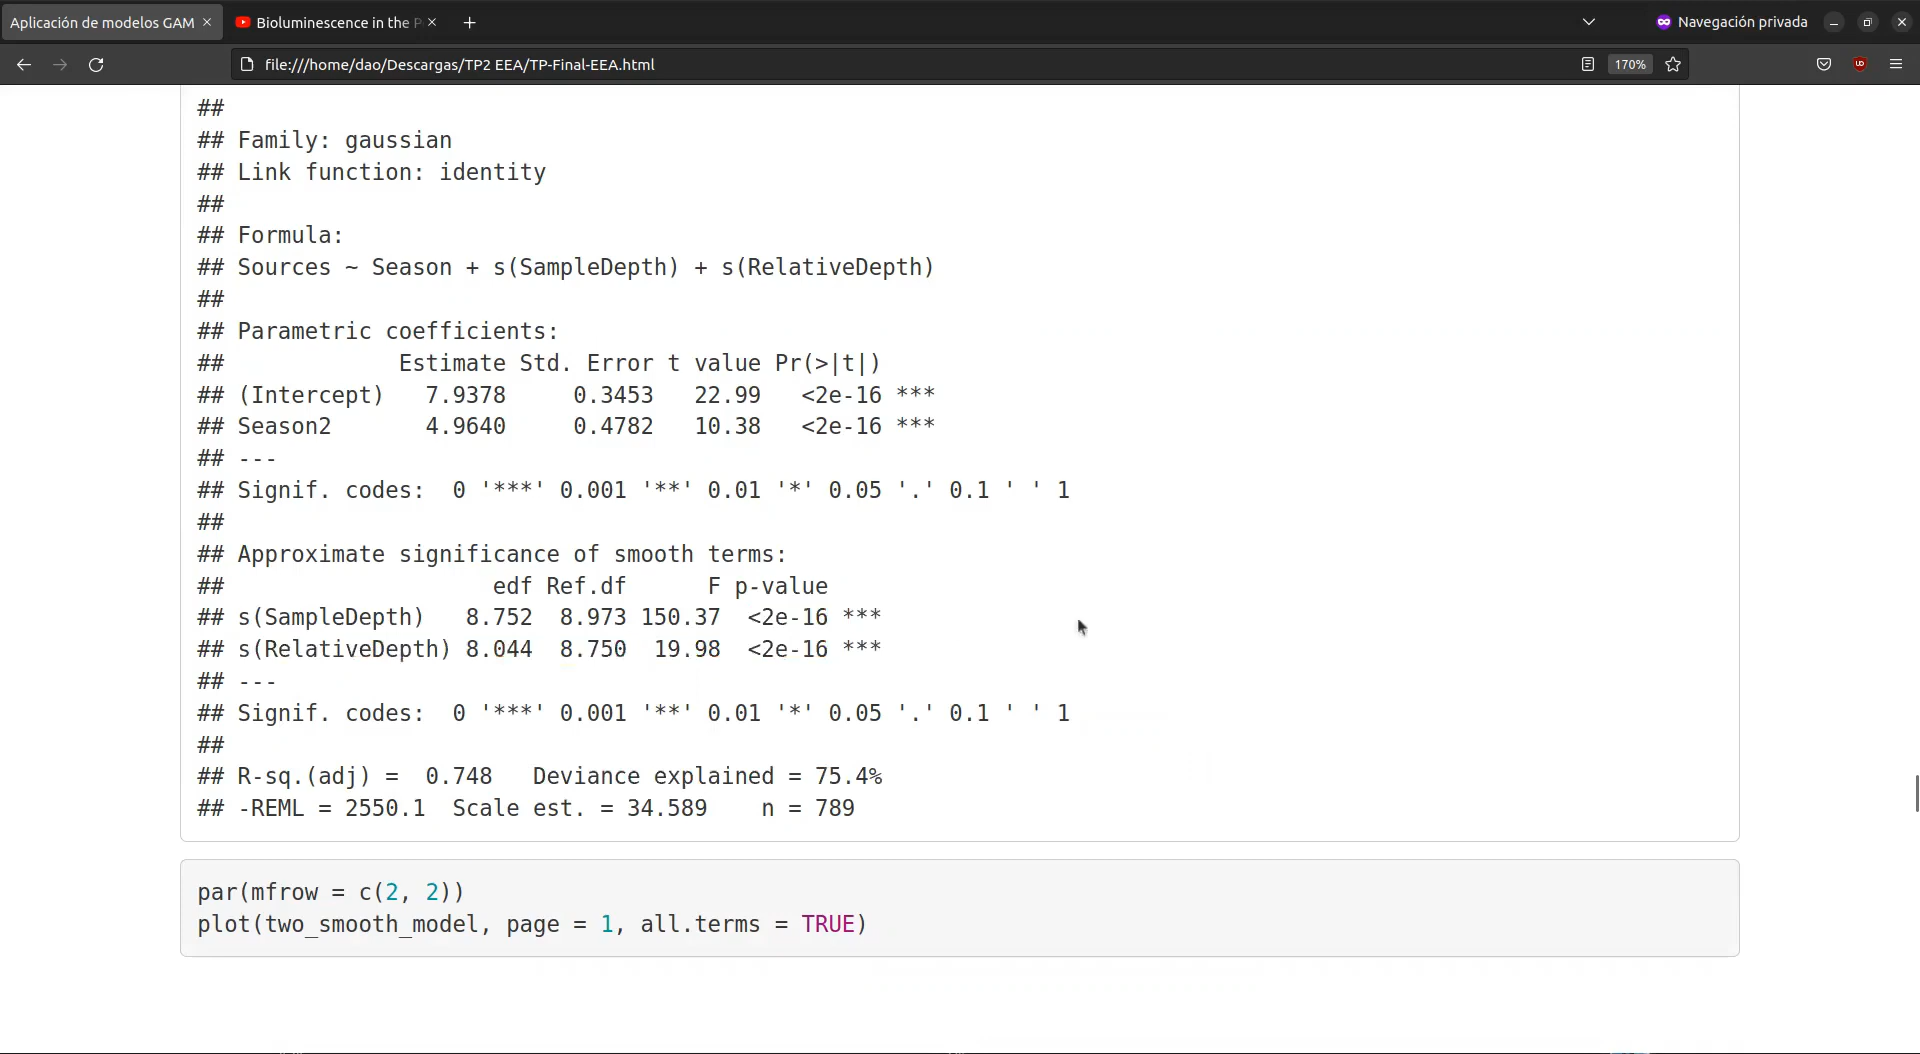 Aplicación de modelos GAM
Bioluminescence in the
Navegación privada
file:///home/dao/Descargas/TP2 EEA/TP-Final-EEA.html
170%
##
## Family: gaussian
## Link function: identity
##
## Formula:
## Sources ~ Season + s(SampleDepth) + s(RelativeDepth)
##
## Parametric coefficients:
##             Estimate Std. Error t value Pr(>|t|)
## (Intercept)   7.9378     0.3453   22.99   <2e-16 ***
## Season2       4.9640     0.4782   10.38   <2e-16 ***
## ---
## Signif. codes:  0 '***' 0.001 '**' 0.01 '*' 0.05 '.' 0.1 ' ' 1
##
## Approximate significance of smooth terms:
##                    edf Ref.df      F p-value
## s(SampleDepth)   8.752  8.973 150.37  <2e-16 ***
## s(RelativeDepth) 8.044  8.750  19.98  <2e-16 ***
## ---
## Signif. codes:  0 '***' 0.001 '**' 0.01 '*' 0.05 '.' 0.1 ' ' 1
##
## R-sq.(adj) =  0.748   Deviance explained = 75.4%
## -REML = 2550.1  Scale est. = 34.589    n = 789
par(mfrow = c(2, 2))
plot(two_smooth_model, page = 1, all.terms = TRUE)